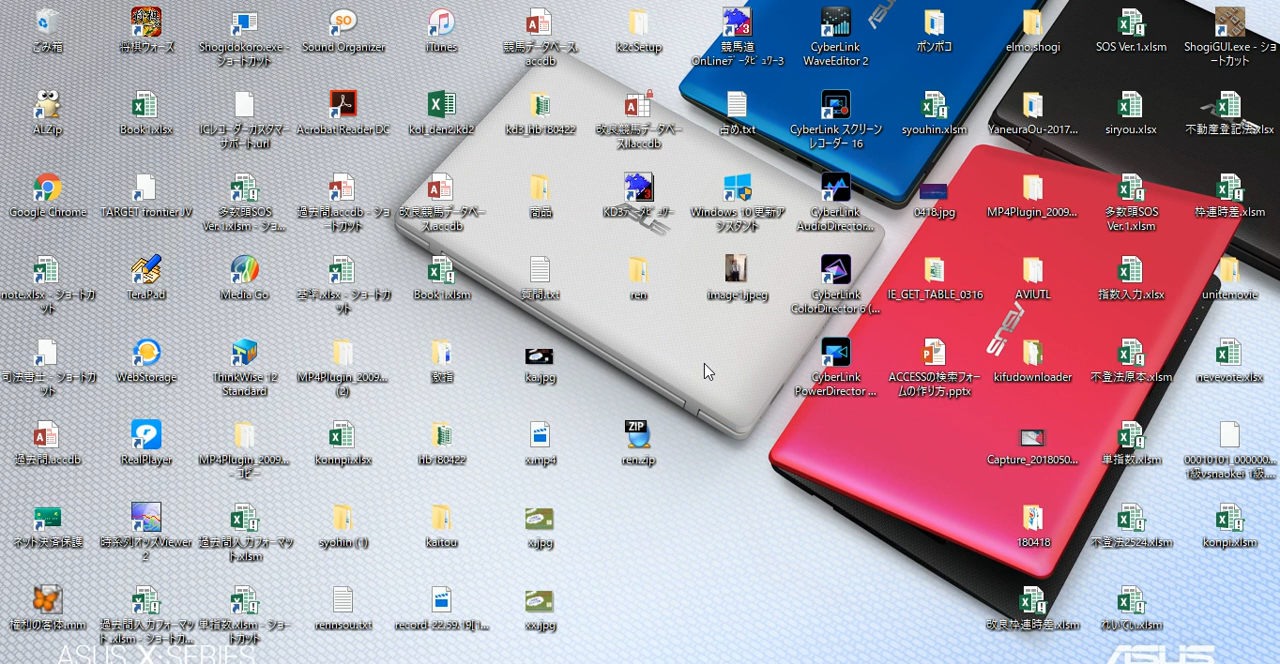 ごみ箱
将棋ウォーズ
Shogidokoro.exe -
ショートカット
Sound Organizer
iTunes
競馬データベース.
accdb
k2cSetup
競馬道
OnLineデータビュワー3
CyberLink
WaveEditor 2
ポンポコ
elmo.shogi
SOS Ver.1.xlsm
ShogiGUI.exe - ショ
ートカット
ALZip
Book1.xlsx
ICレコーダーカスタマー
サポート.url
Acrobat Reader DC
kol_den2.kd2
kd3_hb180422
改良競馬データベー
ス.laccdb
占め.txt
CyberLink スクリーン
レコーダー 16
syouhin.xlsm
YaneuraOu-2017...
siryou.xlsx
不動産登記法.xlsx
Google Chrome
TARGET frontier JV
多数頭SOS
Ver.1.xlsm - ショ...
過去問.accdb - ショ
ートカット
改良競馬データベー
ス.accdb
商品
KD3データビュワー
Windows 10 更新ア
シスタント
CyberLink
AudioDirector...
0418.jpg
MP4Plugin_2009...
多数頭SOS
Ver.1.xlsm
枠連時差.xlsm
note.xlsx - ショートカ
ット
TeraPad
Media Go
基準.xlsx - ショートカ
ット
Book1.xlsm
質問.txt
ren
image1.jpeg
CyberLink
ColorDirector 6 (...
IE_GET_TABLE_0316
AVIUTL
指数入力.xlsx
unitemovie
司法書士 - ショートカ
ット
WebStorage
ThinkWise 12
Standard
MP4Plugin_2009...
(2)
ka.jpg
CyberLink
PowerDirector ...
ACCESSの検索フォー
ムの作り方.pptx
kifudownloader
不登法原本.xlsm
nevevote.xlsx
過去問.accdb
RealPlayer
MP4Plugin_2009...
- コピー
konnpi.xlsx
hb180422
x.mp4
ZIP
ren.zip
Capture_2018050...
単指数.xlsm
00010101_000000...
1級vsnaokei 1級....
ネット決済保護
時系列オッズViewer
2
過去問入力フォーマッ
ト.xlsm
syohin (1)
kaitou
x.jpg
180418
不登法2524.xlsm
konpi.xlsm
権利の客体.mm
過去問入力フォーマッ
ト.xlsm - ショートカ...
単指数.xlsm - ショー
トカット
rennsou.txt
record-22.59.19[1...
xx.jpg
改良枠連時差.xlsm
れいてい.xlsm
ASUS X-SERIES
ASUS